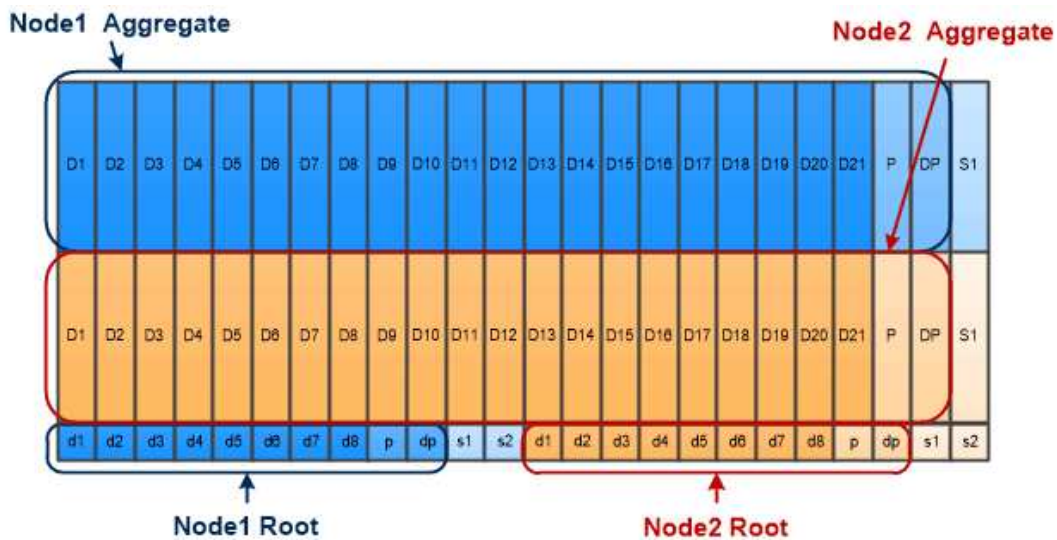 Node1 Aggregate
Node2 Aggregate
D1 D2 D3 D4 D5 D6 D7 D8 D9 D10 D11 D12 D13 D14 D15 D16 D17 D18 D19 D20 D21 P DP S1
D1 D2 D3 D4 D5 D6 D7 D8 D9 D10 D11 D12 D13 D14 D15 D16 D17 D18 D19 D20 D21 P DP S1
d1 d2 d3 d4 d5 d6 d7 d8 p dp s1 s2 d1 d2 d3 d4 d5 d6 d7 d8 p dp s1 s2
Node1 Root
Node2 Root